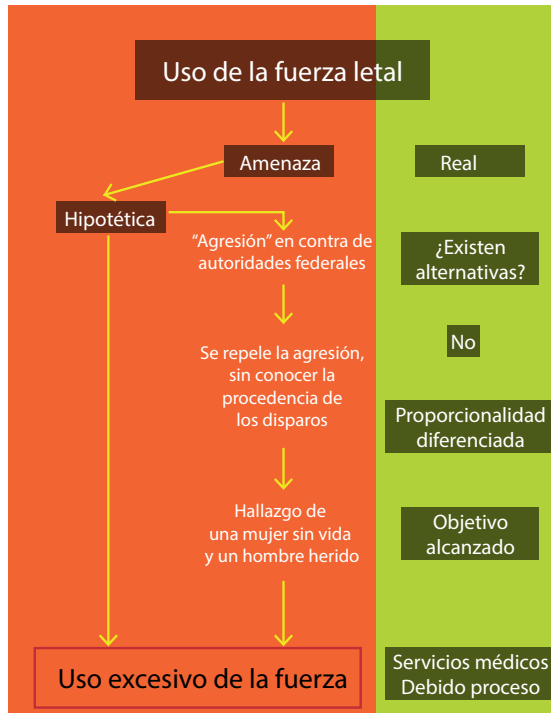 Uso de la fuerza letal
Amenaza
Real
Hipotética
“Agresión” en contra de
autoridades federales
¿Existen
alternativas?
No
Se repele la agresión,
sin conocer la
procedencia de
los disparos
Proporcionalidad
diferenciada
Hallazgo de
una mujer sin vida
y un hombre herido
Objetivo
alcanzado
Uso excesivo de la fuerza
Servicios médicos
Debido proceso